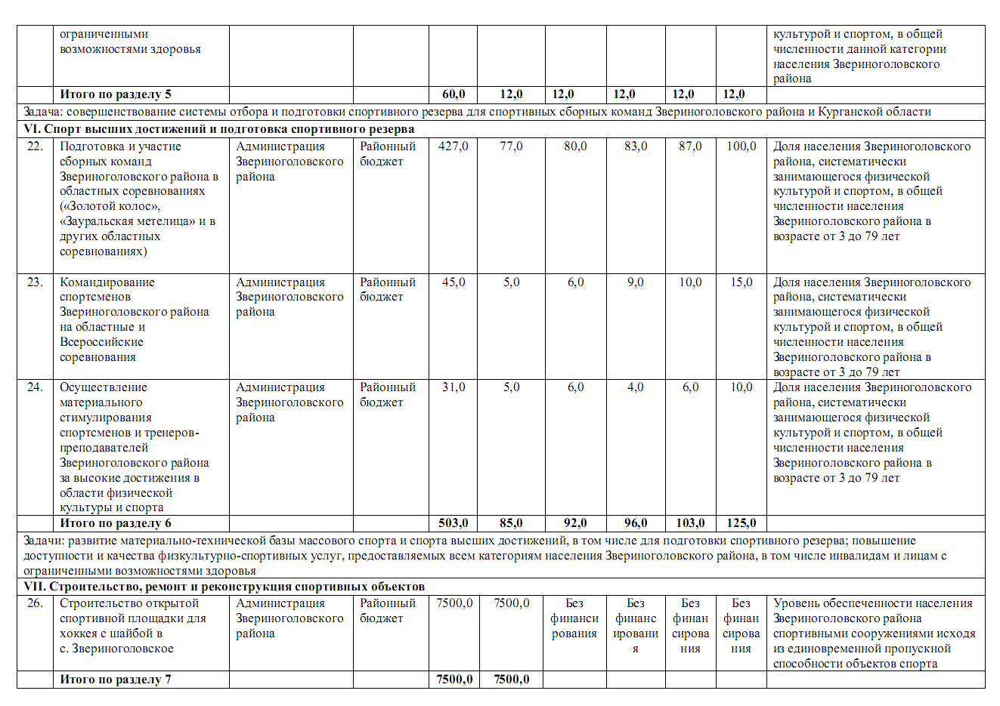 ограниченными
возможностями здоровья
культурой и спортом, в общей
численности данной категории
населения Звериноголовского
района
Итого по разделу 5 60,0 12,0 12,0 12,0 12,0 12,0
Задача: совершенствование системы отбора и подготовки спортивного резерва для спортивных сборных команд Звериноголовского района и Курганской области
VI. Спорт высших достижений и подготовка спортивного резерва
22.
Подготовка и участие
сборных команд
Звериноголовского района в
областных соревнованиях
(«Золотой колос»,
«Зауральская метелица» и в
других областных
соревнованиях)
Администрация
Звериноголовского
района
Районный
бюджет
427,0 77,0 80,0 83,0 87,0 100,0
Доля населения Звериноголовского
района, систематически
занимающегося физической
культурой и спортом, в общей
численности населения
Звериноголовского района в
возрасте от 3 до 79 лет
23.
Командирование
спортсменов
Звериноголовского района
на областные и
Всероссийские
соревнования
Администрация
Звериноголовского
района
Районный
бюджет
45,0 5,0 6,0 9,0 10,0 15,0
Доля населения Звериноголовского
района, систематически
занимающегося физической
культурой и спортом, в общей
численности населения
Звериноголовского района в
возрасте от 3 до 79 лет
24.
Осуществление
материального
стимулирования
спортсменов и тренеров-
преподавателей
Звериноголовского района
за высокие достижения в
области физической
культуры и спорта
Администрация
Звериноголовского
района
Районный
бюджет
31,0 5,0 6,0 4,0 6,0 10,0
Доля населения Звериноголовского
района, систематически
занимающегося физической
культурой и спортом, в общей
численности населения
Звериноголовского района в
возрасте от 3 до 79 лет
Итого по разделу 6 503,0 85,0 92,0 96,0 103,0 125,0
Задачи: развитие материально-технической базы массового спорта и спорта высших достижений, в том числе для подготовки спортивного резерва; повышение
доступности и качества физкультурно-спортивных услуг, предоставляемых всем категориям населения Звериноголовского района, в том числе инвалидам и лицам с
ограниченными возможностями здоровья
VII. Строительство, ремонт и реконструкция спортивных объектов
26.
Строительство открытой
спортивной площадки для
хоккея с шайбой в
с. Звериноголовское
Администрация
Звериноголовского
района
Районный
бюджет
7500,0 7500,0
Без
финанси
рования
Без
финанс
ировани
я
Без
финан
сирова
ния
Без
финан
сирова
ния
Уровень обеспеченности населения
Звериноголовского района
спортивными сооружениями исходя
из единовременной пропускной
способности объектов спорта
Итого по разделу 7 7500,0 7500,0